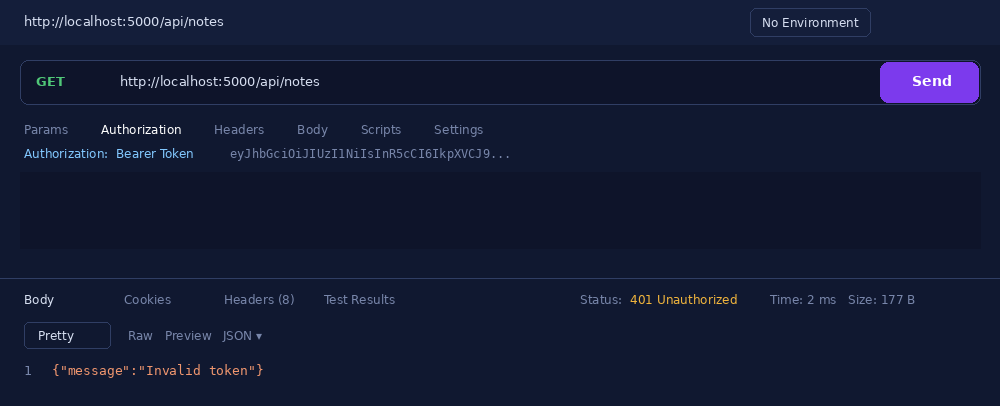 http://localhost:5000/api/notes No Environment
GET http://localhost:5000/api/notes Send
Params Authorization Headers Body Scripts Settings
Authorization: Bearer Token eyJhbGciOiJIUzI1NiIsInR5cCI6IkpXVCJ9...
Body Cookies Headers (8) Test Results Status: 401 Unauthorized Time: 2 ms Size: 177 B
Pretty Raw Preview JSON ▾
1 {"message":"Invalid token"}